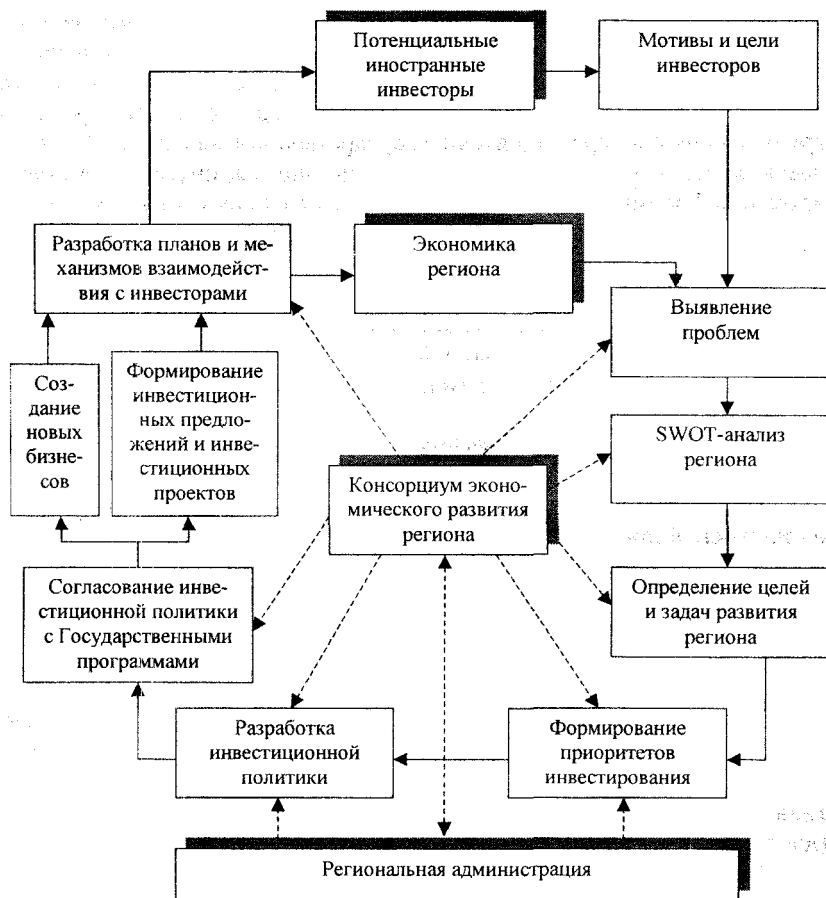 Потенциальные
иностранные
инвесторы
Мотивы и цели
инвесторов
Разработка планов и ме-
ханизмов взаимодейст-
вия с инвесторами
Экономика
региона
Выявление
проблем
Соз-
дание
новых
бизне-
сов
Формирование
инвестицион-
ных предло-
жений и инве-
стиционных
проектов
SWOT-анализ
региона
Консорциум эконо-
мического развития
региона
Согласование инве-
стиционной политики
с Государственными
программами
Определение целей
и задач развития
региона
Разработка
инвестиционной
политики
Формирование
приоритетов
инвестирования
Региональная администрация